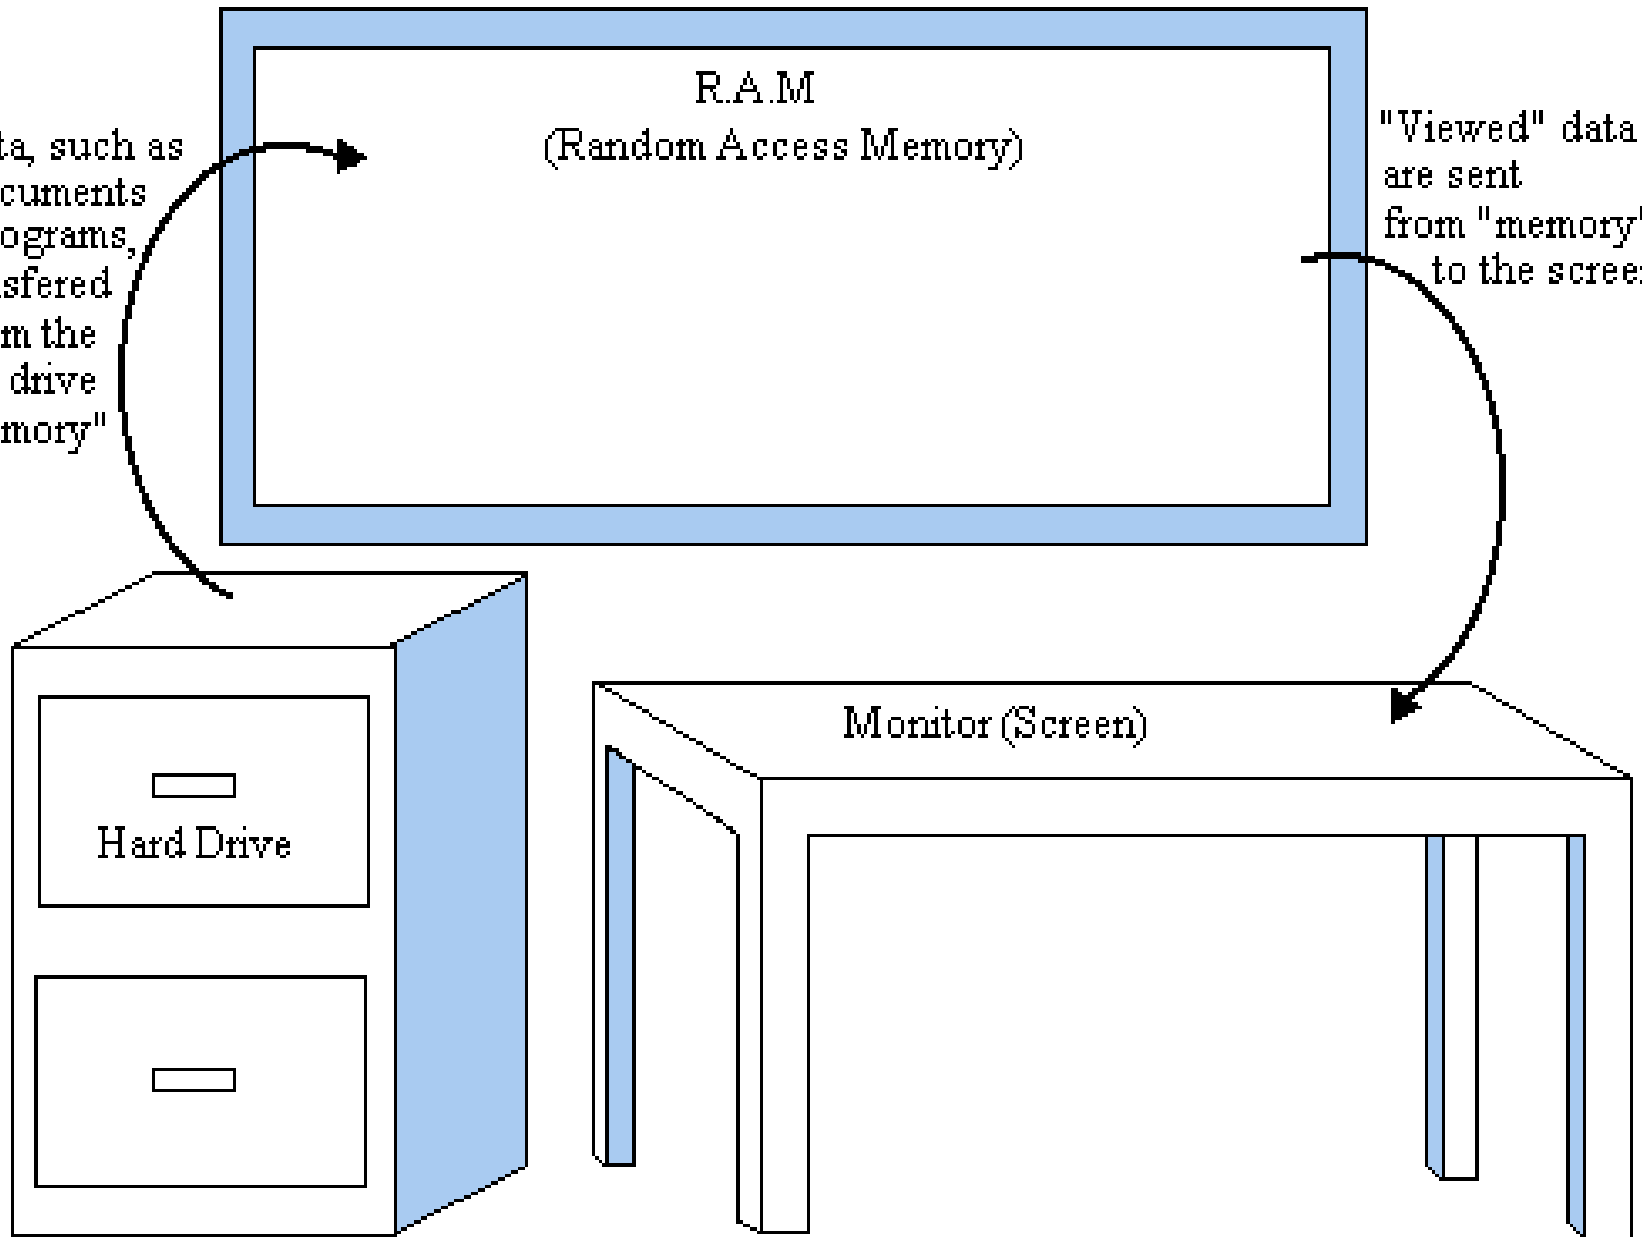 R.A.M
(Random Access Memory)
ta, such as
cuments
ograms,
sfered
m the
drive
mory"
"Viewed" data
are sent
from "memory"
to the screen
Hard Drive
Monitor (Screen)